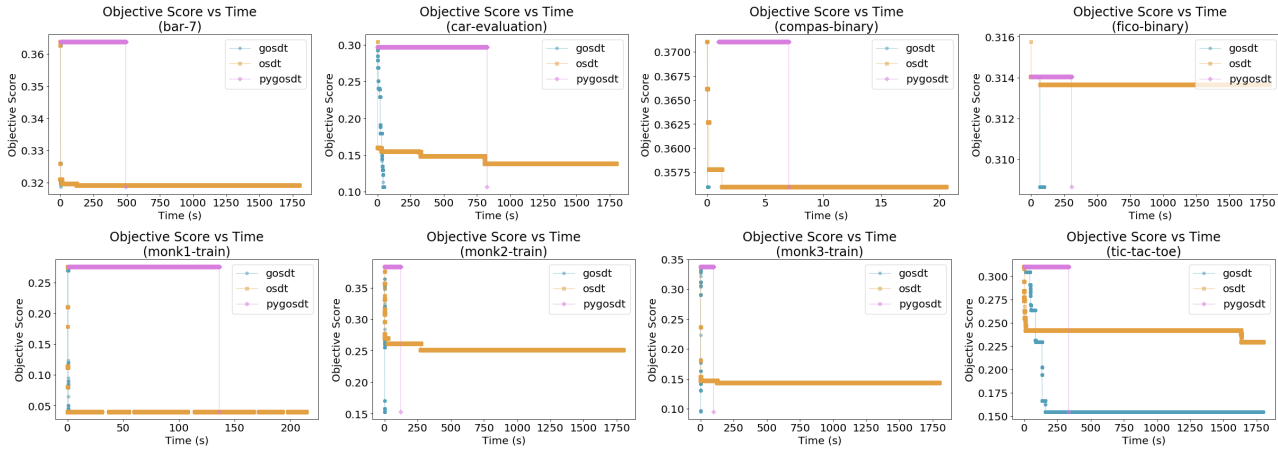 Objective Score vs Time
(bar-7)
Objective Score
0.36
0.35
0.34
0.33
0.32
gosdt
osdt
pygosdt
0 250 500 750 1000 1250 1500 1750
Time (s)
Objective Score vs Time
(car-evaluation)
Objective Score
0.30
0.25
0.20
0.15
0.10
gosdt
osdt
pygosdt
0 250 500 750 1000 1250 1500 1750
Time (s)
Objective Score vs Time
(compas-binary)
Objective Score
0.3700
0.3675
0.3650
0.3625
0.3600
0.3575
gosdt
osdt
pygosdt
0 5 10 15 20
Time (s)
Objective Score vs Time
(fico-binary)
Objective Score
0.316
0.314
0.312
0.310
gosdt
osdt
pygosdt
0 250 500 750 1000 1250 1500 1750
Time (s)
Objective Score vs Time
(monk1-train)
Objective Score
0.25
0.20
0.15
0.10
0.05
gosdt
osdt
pygosdt
0 50 100 150 200
Time (s)
Objective Score vs Time
(monk2-train)
Objective Score
0.35
0.30
0.25
0.20
0.15
gosdt
osdt
pygosdt
0 250 500 750 1000 1250 1500 1750
Time (s)
Objective Score vs Time
(monk3-train)
Objective Score
0.35
0.30
0.25
0.20
0.15
0.10
gosdt
osdt
pygosdt
0 250 500 750 1000 1250 1500 1750
Time (s)
Objective Score vs Time
(tic-tac-toe)
Objective Score
0.300
0.275
0.250
0.225
0.200
0.175
0.150
gosdt
osdt
pygosdt
0 250 500 750 1000 1250 1500 1750
Time (s)